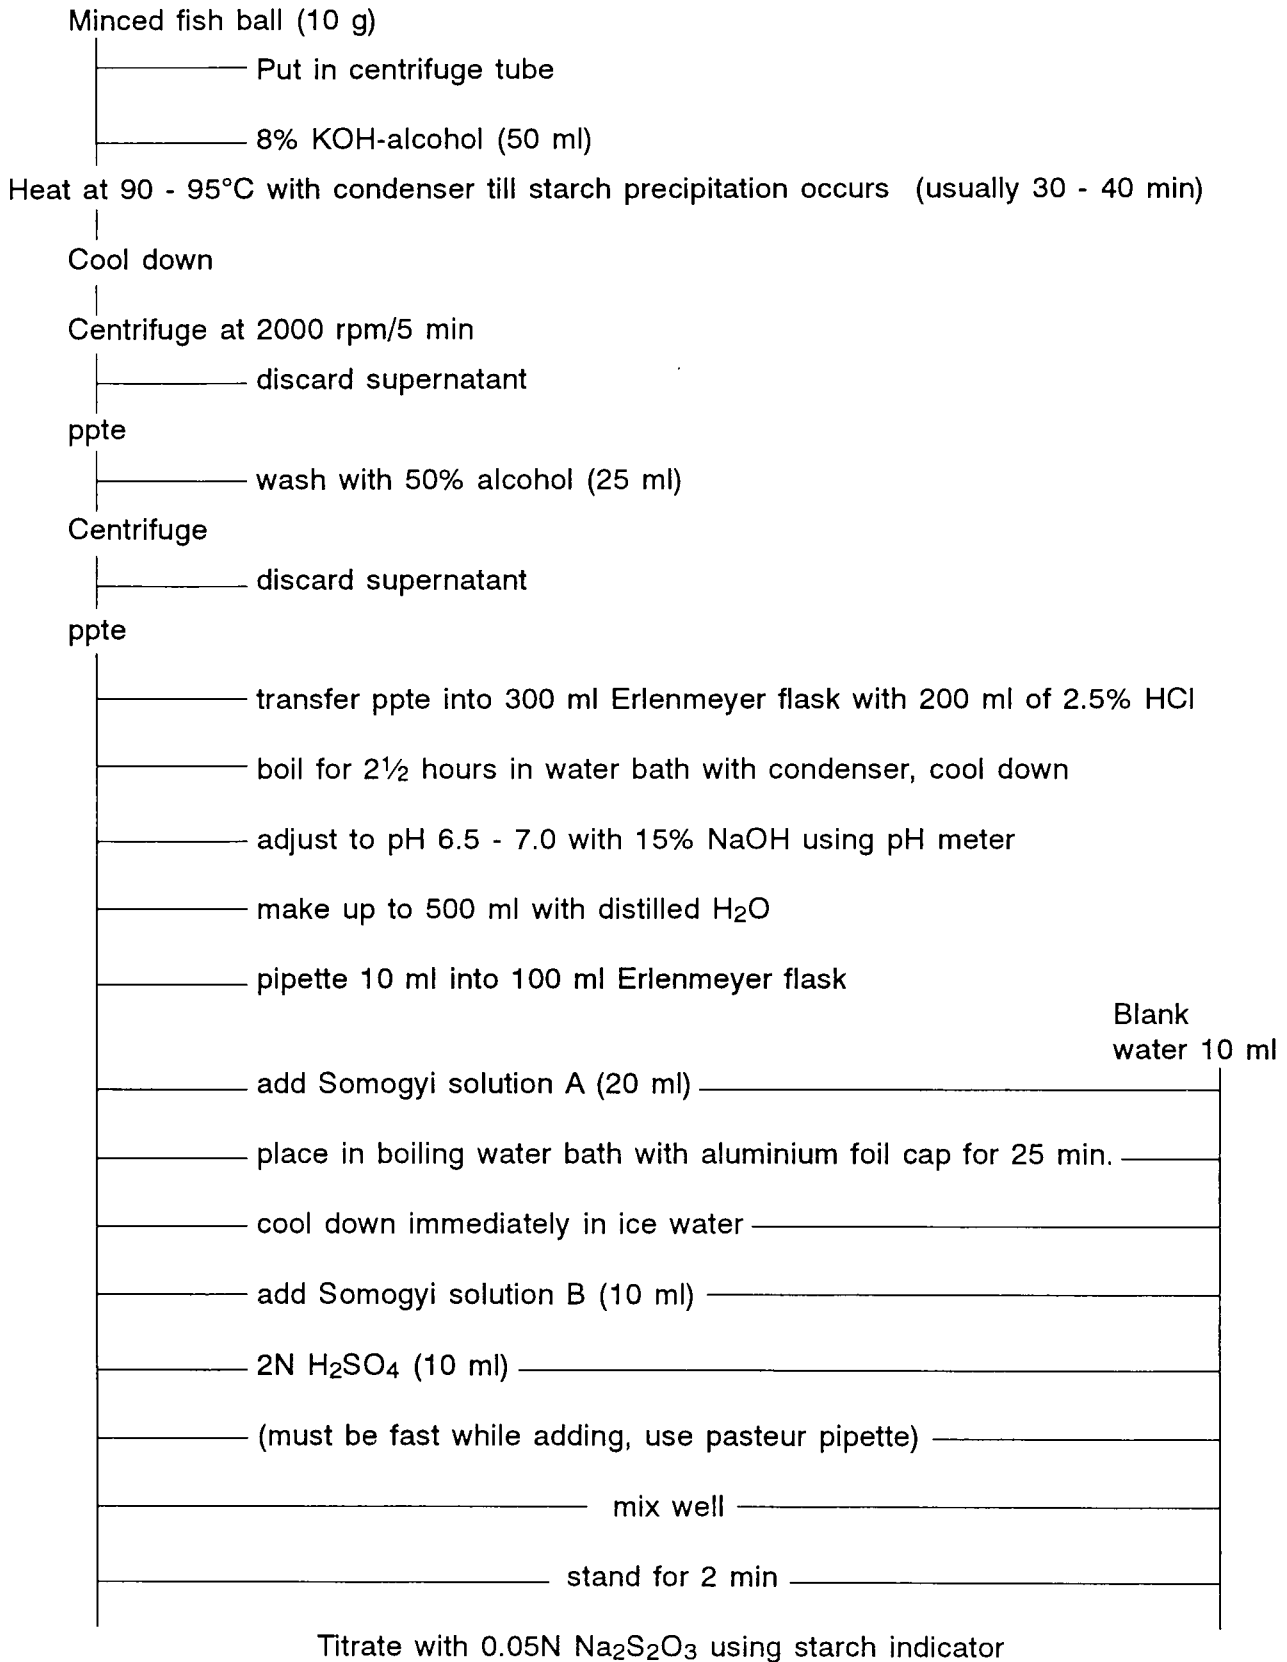 Minced fish ball (10 g)
Put in centrifuge tube
8% KOH-alcohol (50 ml)
Heat at 90 - 95°C with condenser till starch precipitation occurs (usually 30 - 40 min)
Cool down
Centrifuge at 2000 rpm/5 min
discard supernatant
ppte
wash with 50% alcohol (25 ml)
Centrifuge
discard supernatant
ppte
transfer ppte into 300 ml Erlenmeyer flask with 200 ml of 2.5% HCl
boil for 2½ hours in water bath with condenser, cool down
adjust to pH 6.5 - 7.0 with 15% NaOH using pH meter
make up to 500 ml with distilled H₂O
pipette 10 ml into 100 ml Erlenmeyer flask
Blank
water 10 ml
add Somogyi solution A (20 ml)
place in boiling water bath with aluminium foil cap for 25 min.
cool down immediately in ice water
add Somogyi solution B (10 ml)
2N H₂SO₄ (10 ml)
(must be fast while adding, use pasteur pipette)
mix well
stand for 2 min
Titrate with 0.05N Na₂S₂O₃ using starch indicator